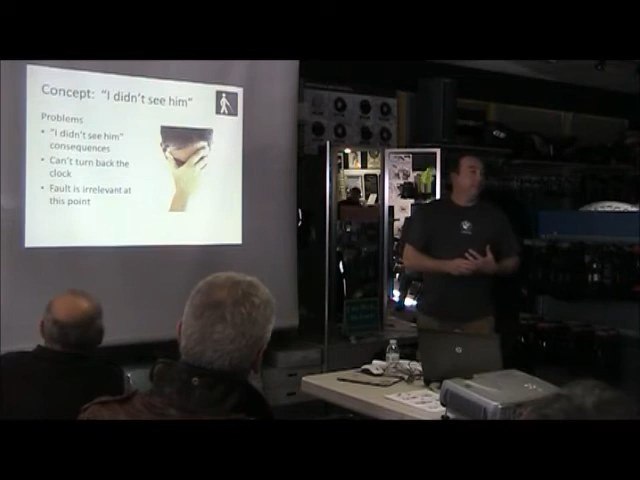 Concept: "I didn't see him"
Problems
• "I didn't see him"
consequences
• Can't turn back the
clock
• Fault is irrelevant at
this point